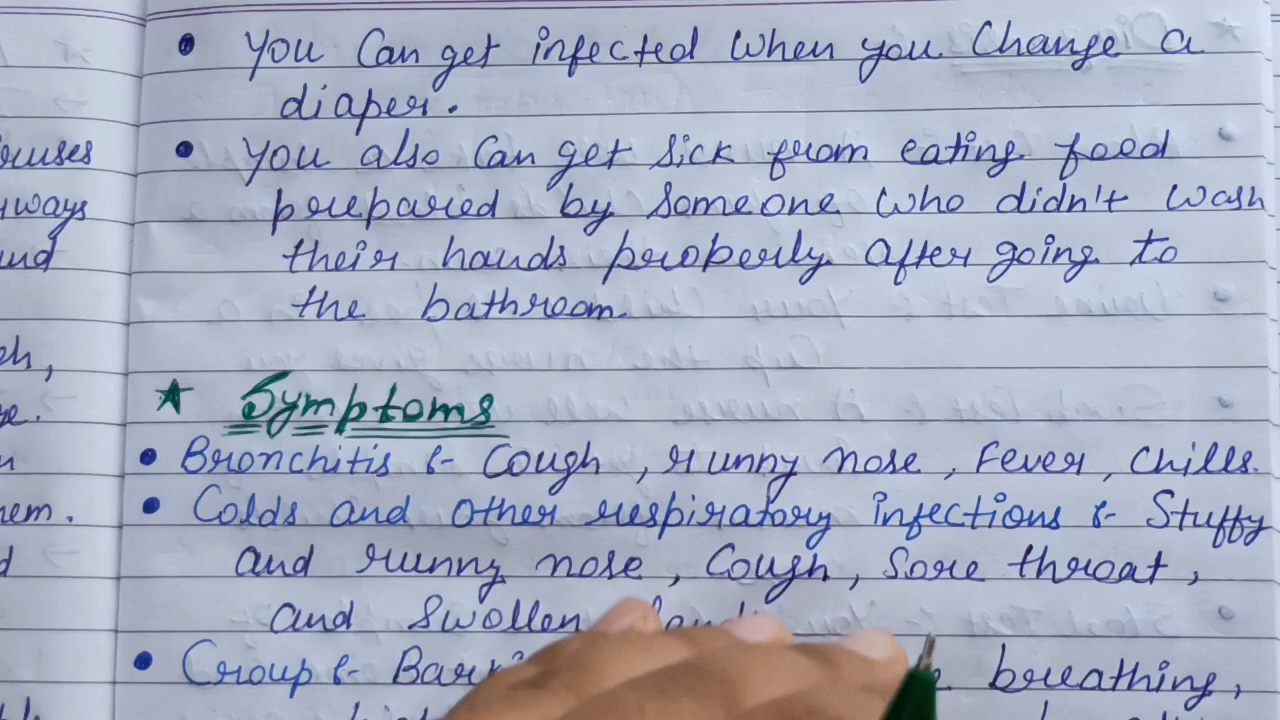 • You Can get infected When you Change a
diaper.
• You also Can get Sick from eating food
prepared by Someone Who didn't Wash
their hands properly After going to
the bathroom.
★ Symptoms
• Bronchitis :- Cough, runny nose, Fever, Chills.
• Colds and other respiratory infections :- Stuffy
and runny nose, Cough, Sore throat,
and Swollen
• Croup :- breathing,
ways
and